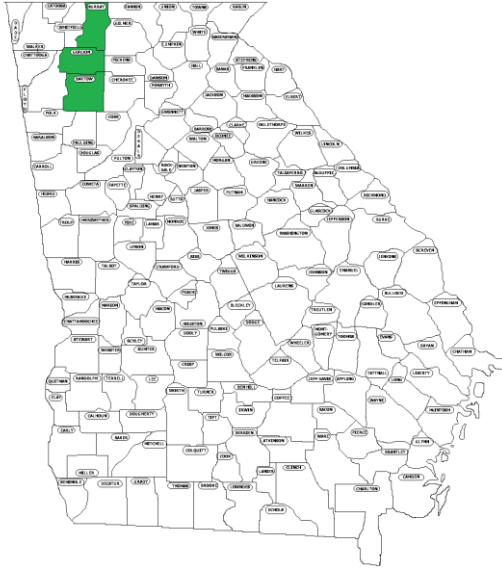 CATOOSA
MURRAY
FANNIN
UNION
TOWNS
RABUN
DADE
WHITFIELD
GILMER
WHITE
HABERSHAM
WALKER
LUMPKIN
CHATTOOGA
GORDON
PICKENS
HALL
BANKS
STEPHENS
FRANKLIN
HART
FLOYD
BARTOW
CHEROKEE
DAWSON
FORSYTH
JACKSON
MADISON
ELBERT
POLK
COBB
GWINNETT
BARROW
CLARKE
OGLETHORPE
WILKES
LINCOLN
HARALSON
PAULDING
DOUGLAS
DEKALB
WALTON
OCONEE
CARROLL
FULTON
CLAYTON
ROCKDALE
NEWTON
MORGAN
GREENE
TALIAFERRO
MCDUFFIE
COLUMBIA
HEARD
COWETA
FAYETTE
HENRY
SPALDING
BUTTS
JASPER
PUTNAM
HANCOCK
WARREN
RICHMOND
TROUP
MERIWETHER
PIKE
LAMAR
MONROE
JONES
BALDWIN
GLASCOCK
JEFFERSON
BURKE
WASHINGTON
UPSON
HARRIS
TALBOT
CRAWFORD
BIBB
TWIGGS
WILKINSON
JOHNSON
EMANUEL
JENKINS
SCREVEN
TAYLOR
PEACH
LAURENS
MUSCOGEE
MARION
MACON
HOUSTON
BLECKLEY
TREUTLEN
CANDLER
BULLOCH
EFFINGHAM
CHATTAHOOCHEE
SCHLEY
DOOLY
PULASKI
DODGE
WHEELER
MONTGOMERY
TOOMBS
EVANS
BRYAN
CHATHAM
STEWART
WEBSTER
SUMTER
CRISP
WILCOX
TELFAIR
TATTNALL
LONG
LIBERTY
QUITMAN
RANDOLPH
TERRELL
LEE
WORTH
TURNER
BEN HILL
JEFF DAVIS
APPLING
WAYNE
CLAY
CALHOUN
DOUGHERTY
TIFT
IRWIN
COFFEE
BACON
MCINTOSH
EARLY
BAKER
MITCHELL
COLQUITT
BERRIEN
ATKINSON
WARE
PIERCE
BRANTLEY
GLYNN
MILLER
COOK
LANIER
CLINCH
SEMINOLE
DECATUR
GRADY
THOMAS
BROOKS
LOWNDES
ECHOLS
CHARLTON
CAMDEN